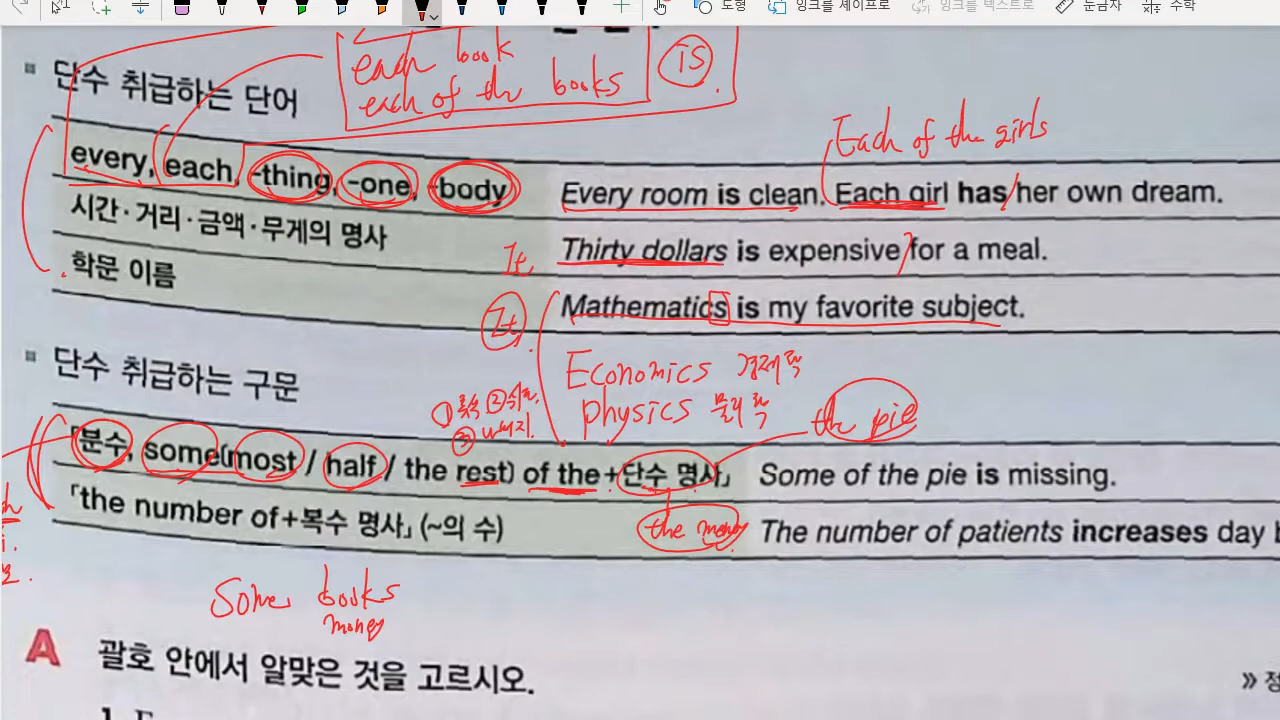 도형
잉크를 셰이프로
잉크를 텍스트로
눈금자
수학
each book
each of the books
is
단수 취급하는 단어
Each of the girls
every, each, -thing, -one, -body
Every room is clean. Each girl has her own dream.
시간·거리·금액·무게의 명사
It
Thirty dollars is expensive for a meal.
학문 이름
It
Mathematics is my favorite subject.
Economics 경제학
physics 물리학
단수 취급하는 구문
the pie
「분수, some(most / half / the rest) of the+단수 명사」
Some of the pie is missing.
「the number of+복수 명사」(~의 수)
the money
The number of patients increases day
Some books
money
A 괄호 안에서 알맞은 것을 고르시오.